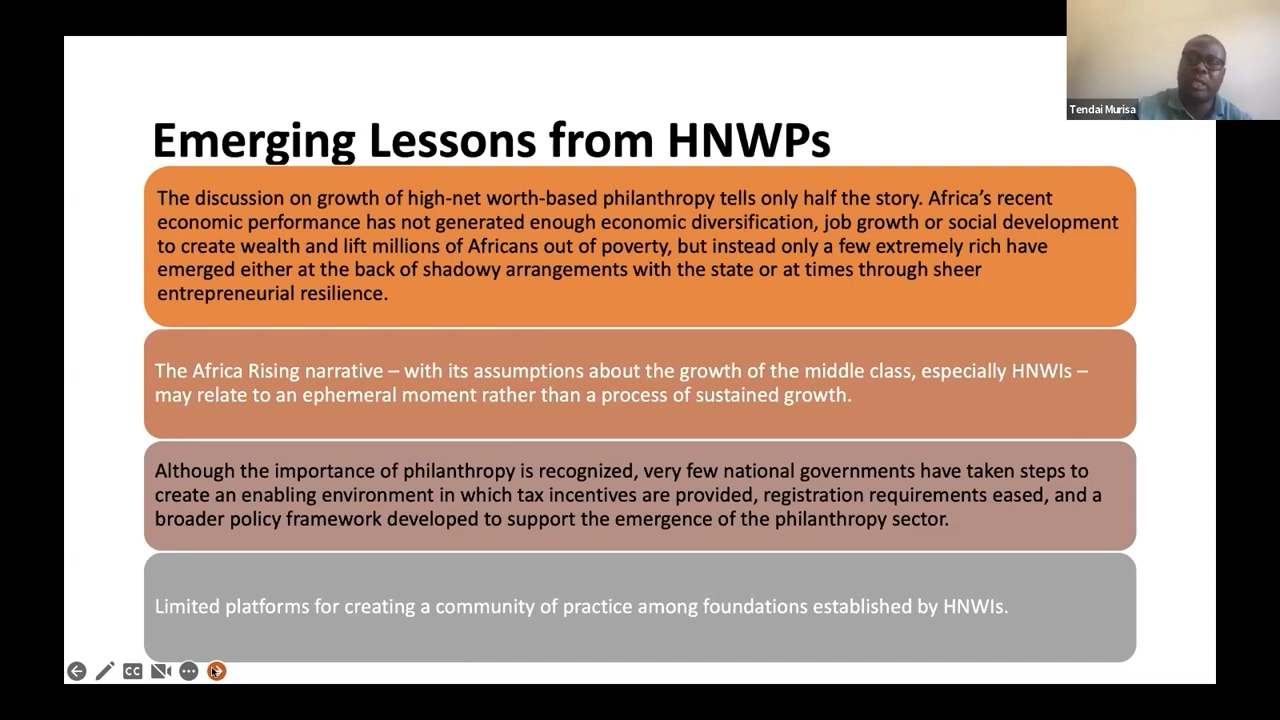 Tendai Murisa
Emerging Lessons from HNWPs
The discussion on growth of high-net worth-based philanthropy tells only half the story. Africa’s recent
economic performance has not generated enough economic diversification, job growth or social development
to create wealth and lift millions of Africans out of poverty, but instead only a few extremely rich have
emerged either at the back of shadowy arrangements with the state or at times through sheer
entrepreneurial resilience.
The Africa Rising narrative – with its assumptions about the growth of the middle class, especially HNWIs –
may relate to an ephemeral moment rather than a process of sustained growth.
Although the importance of philanthropy is recognized, very few national governments have taken steps to
create an enabling environment in which tax incentives are provided, registration requirements eased, and a
broader policy framework developed to support the emergence of the philanthropy sector.
Limited platforms for creating a community of practice among foundations established by HNWIs.
CC